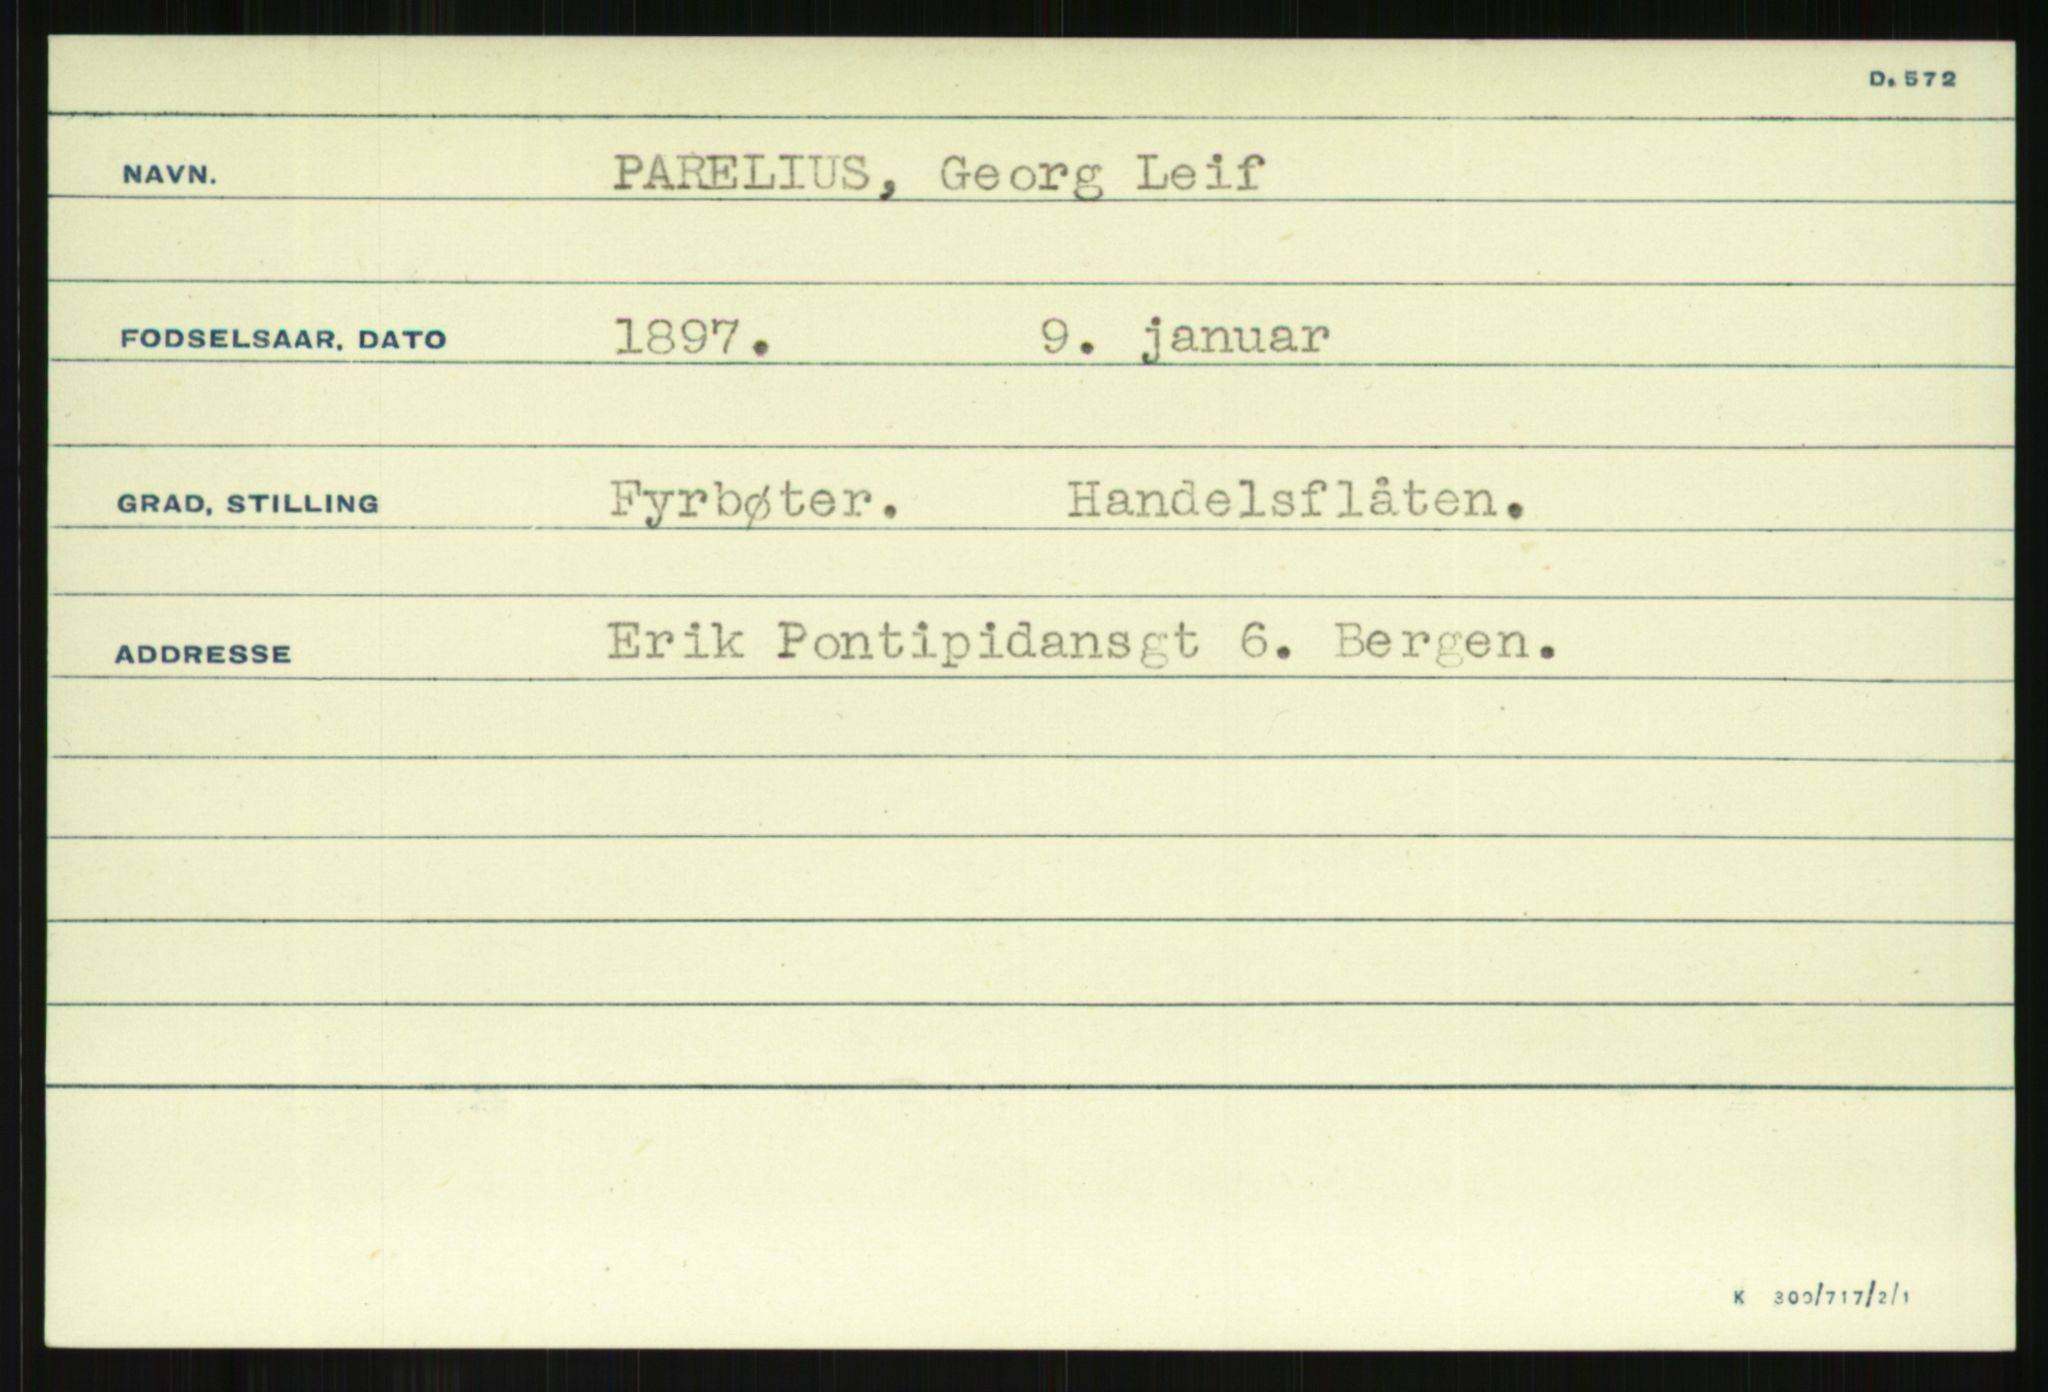 D. 572
NAVN. PARELIUS, Georg Leif
FODSELSAAR, DATO 1897. 9. januar
GRAD, STILLING Fyrbøter. Handelsflåten.
ADDRESSE Erik Pontipidansgt 6. Bergen.
K 300/717/2/1